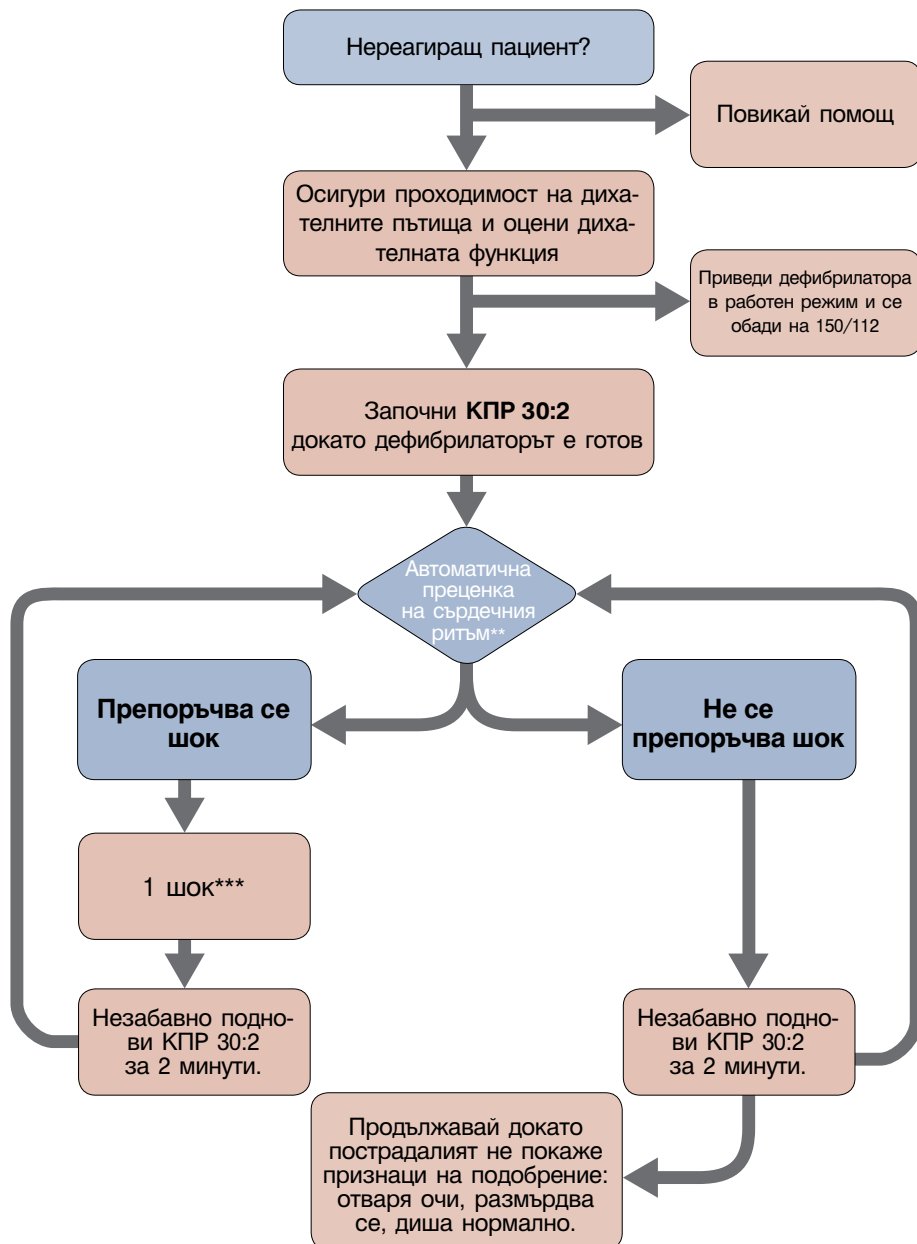 Нереагиращ пациент?
Повикай помощ
Осигури проходимост на диха-
телните пътища и оцени диха-
телната функция
Приведи дефибрилатора
в работен режим и се
обади на 150/112
Започни КПР 30:2
докато дефибрилаторът е готов
Автоматична
преценка
на сърдечния
ритъм**
Препоръчва се
шок
Не се
препоръчва шок
1 шок***
Незабавно подно-
ви КПР 30:2
за 2 минути.
Незабавно подно-
ви КПР 30:2
за 2 минути.
Продължавай докато
пострадалият не покаже
признаци на подобрение:
отваря очи, размърдва
се, диша нормално.